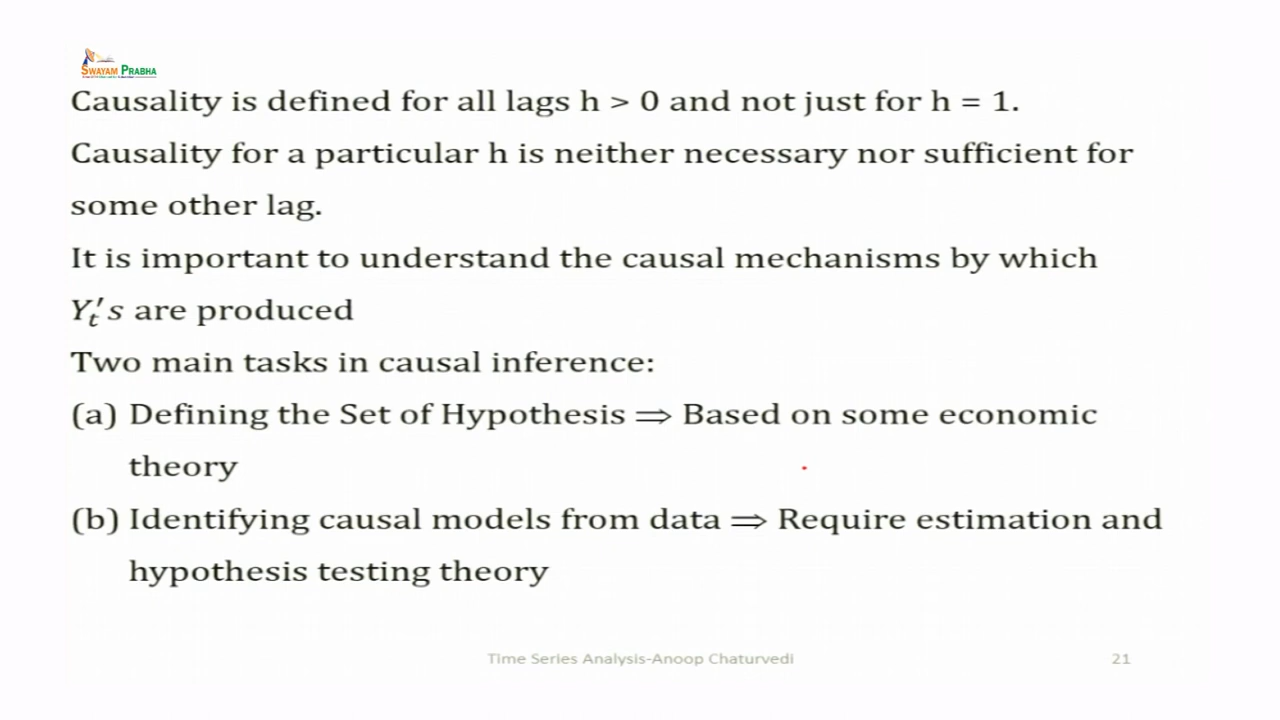 SWAYAM PRABHA
Causality is defined for all lags h > 0 and not just for h = 1.
Causality for a particular h is neither necessary nor sufficient for
some other lag.
It is important to understand the causal mechanisms by which
Y′ₜs are produced
Two main tasks in causal inference:
(a) Defining the Set of Hypothesis ⟹ Based on some economic
theory
(b) Identifying causal models from data ⟹ Require estimation and
hypothesis testing theory
Time Series Analysis-Anoop Chaturvedi 21